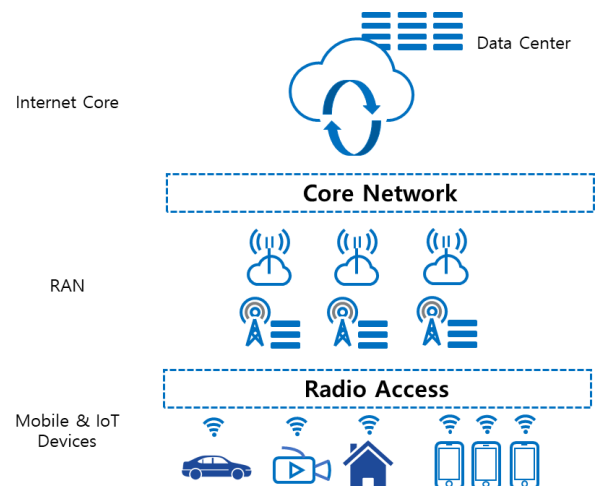 Data Center
Internet Core
Core Network
RAN
Radio Access
Mobile & IoT
Devices